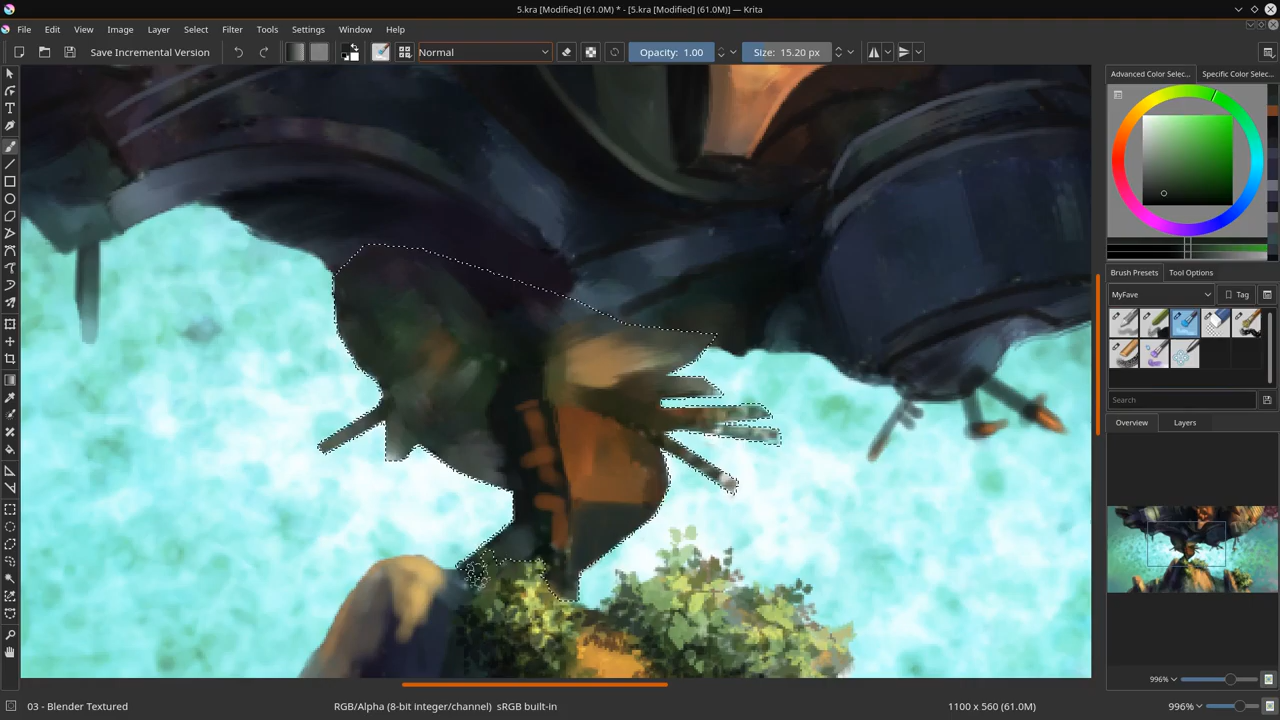 5.kra [Modified] (61.0M) * - [5.kra [Modified] (61.0M)] — Krita
File Edit View Image Layer Select Filter Tools Settings Window Help
Save Incremental Version Normal Opacity: 1.00 Size: 15.20 px
Advanced Color Selec... Specific Color Selec...
Brush Presets Tool Options
MyFave Tag
Search
Overview Layers
996%
03 - Blender Textured RGB/Alpha (8-bit integer/channel) sRGB built-in 1100 x 560 (61.0M) 996%